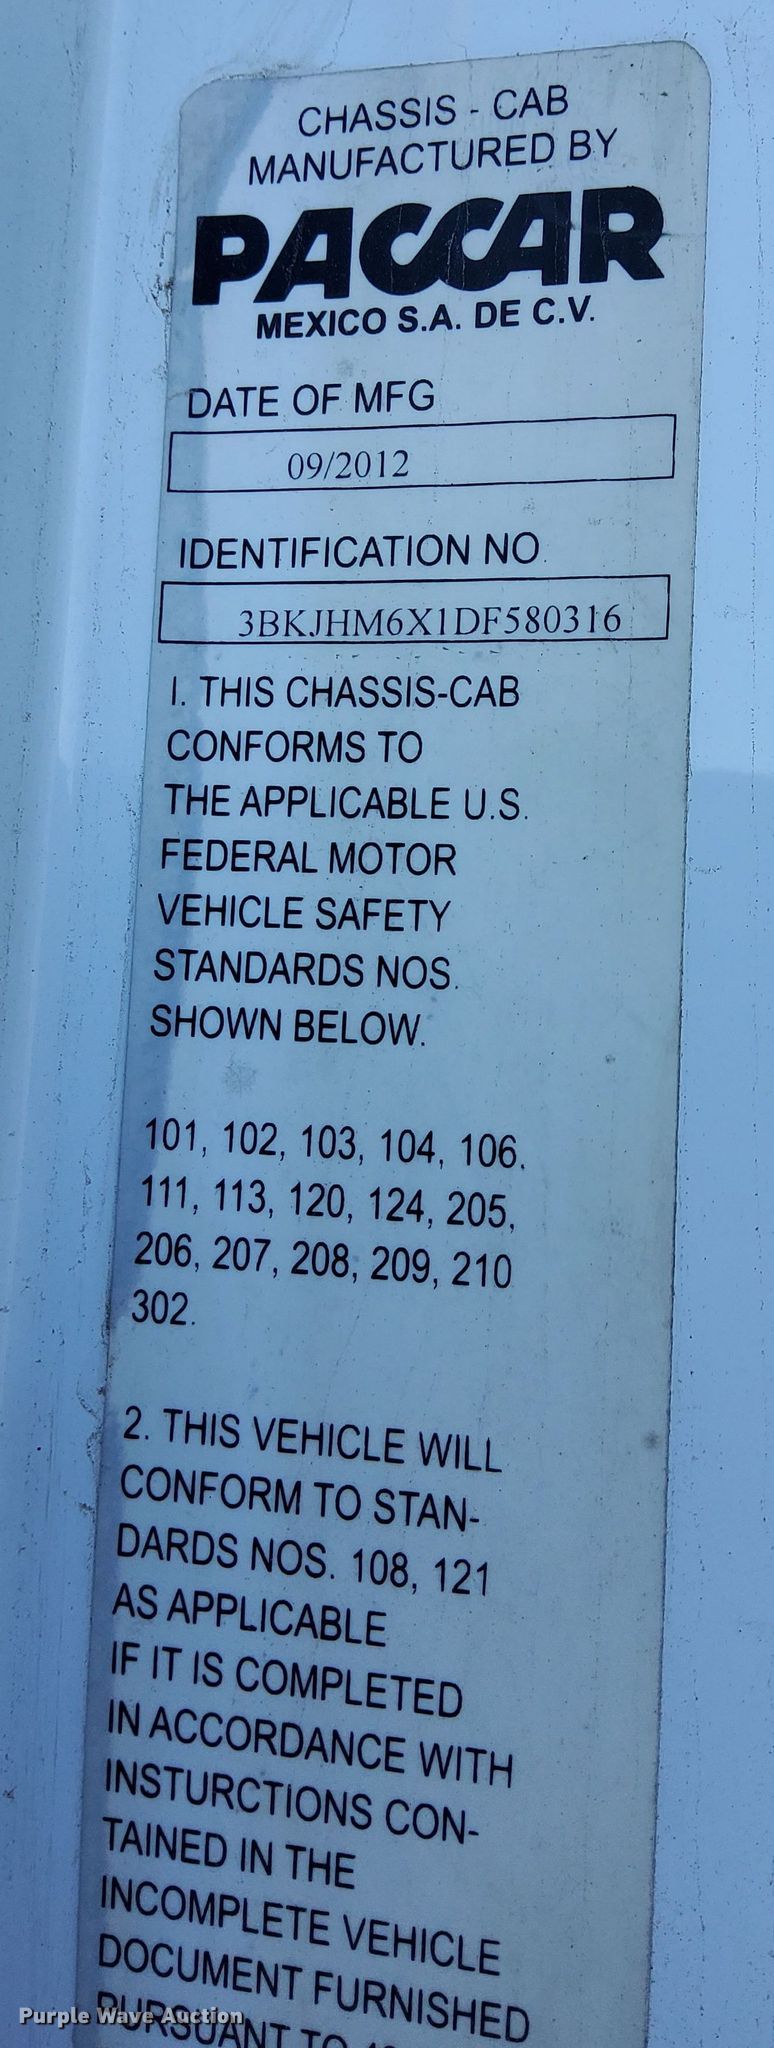 CHASSIS - CAB
MANUFACTURED BY
PACCAR
MEXICO S.A. DE C.V.
DATE OF MFG
09/2012
IDENTIFICATION NO
3BKJHM6X1DF580316
I. THIS CHASSIS-CAB
CONFORMS TO
THE APPLICABLE U.S.
FEDERAL MOTOR
VEHICLE SAFETY
STANDARDS NOS.
SHOWN BELOW.
101, 102, 103, 104, 106.
111, 113, 120, 124, 205,
206, 207, 208, 209, 210
302.
2. THIS VEHICLE WILL
CONFORM TO STAN-
DARDS NOS. 108, 121
AS APPLICABLE
IF IT IS COMPLETED
IN ACCORDANCE WITH
INSTURCTIONS CON-
TAINED IN THE
INCOMPLETE VEHICLE
DOCUMENT FURNISHED
PURSUANT TO
Purple Wave Auction